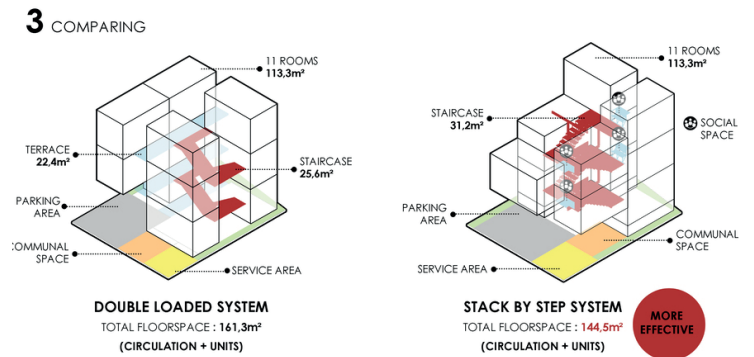 3 COMPARING
11 ROOMS
113,3m²
TERRACE
22,4m²
STAIRCASE
25,6m²
PARKING
AREA
COMMUNAL
SPACE
SERVICE AREA
DOUBLE LOADED SYSTEM
TOTAL FLOORSPACE : 161,3m²
(CIRCULATION + UNITS)
11 ROOMS
113,3m²
STAIRCASE
31,2m²
SOCIAL
SPACE
PARKING
AREA
COMMUNAL
SPACE
SERVICE AREA
STACK BY STEP SYSTEM
TOTAL FLOORSPACE : 144,5m²
(CIRCULATION + UNITS)
MORE
EFFECTIVE